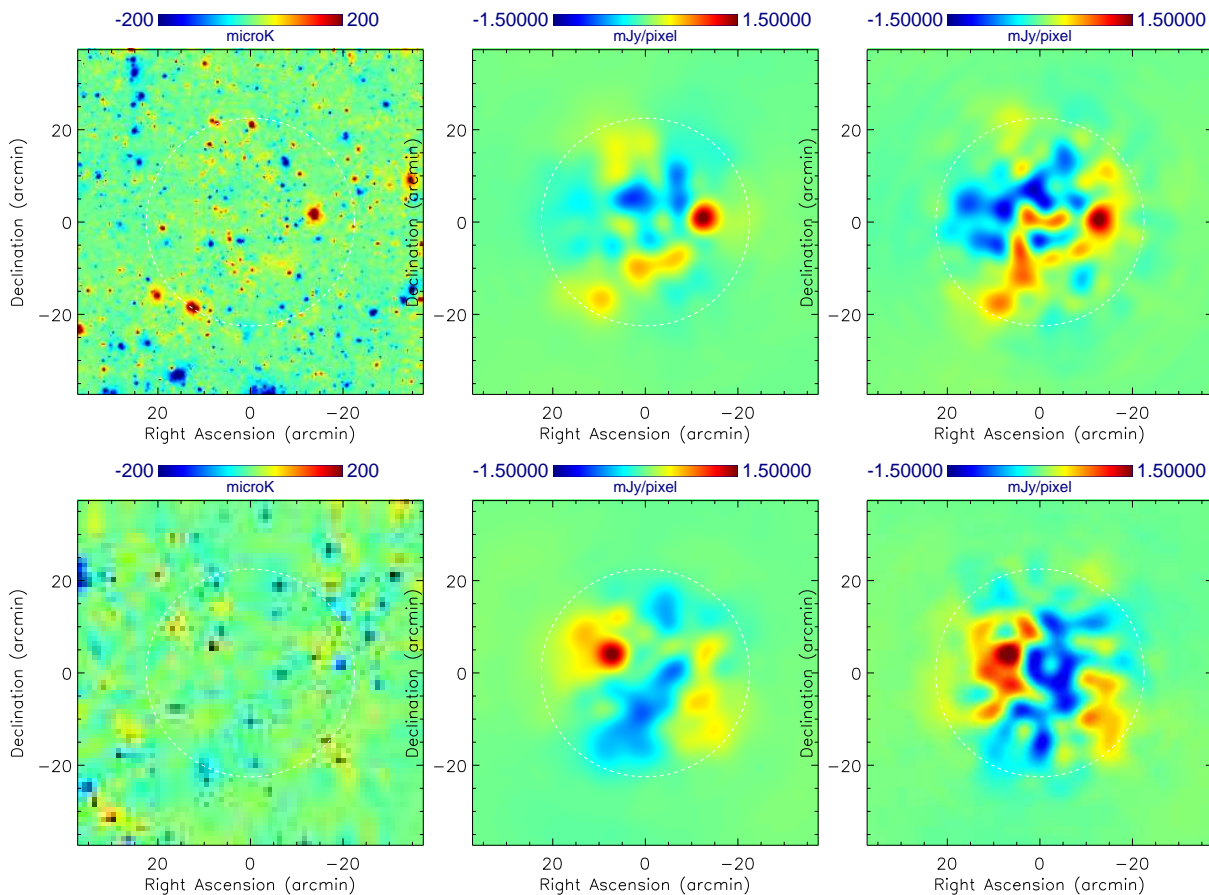 -200 200
microK
-1.50000 1.50000
mJy/pixel
-1.50000 1.50000
mJy/pixel
Declination (arcmin)
20
0
−20
20 0 −20
Right Ascension (arcmin)
Declination (arcmin)
20
0
−20
20 0 −20
Right Ascension (arcmin)
Declination (arcmin)
20
0
−20
20 0 −20
Right Ascension (arcmin)
-200 200
microK
-1.50000 1.50000
mJy/pixel
-1.50000 1.50000
mJy/pixel
Declination (arcmin)
20
0
−20
20 0 −20
Right Ascension (arcmin)
Declination (arcmin)
20
0
−20
20 0 −20
Right Ascension (arcmin)
Declination (arcmin)
20
0
−20
20 0 −20
Right Ascension (arcmin)